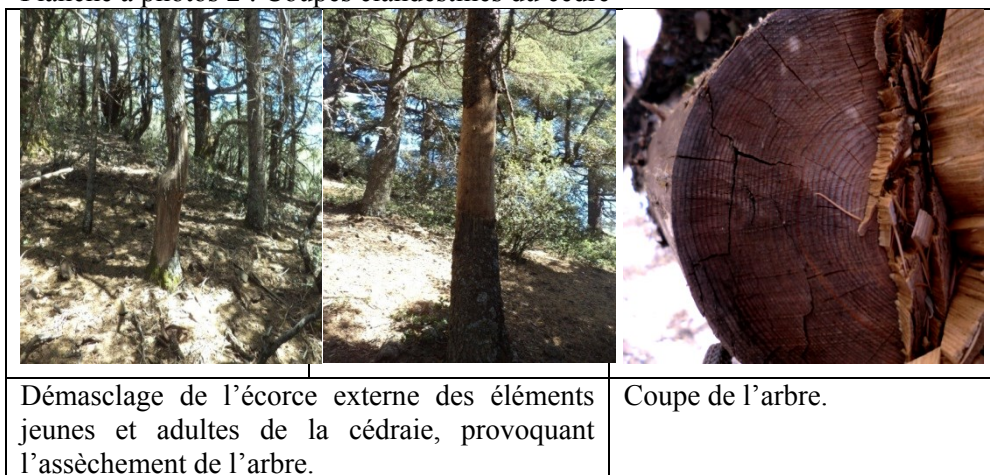 Planche à photos 2 : Coupes clandestines du cèdre
Démasclage de l’écorce externe des éléments
jeunes et adultes de la cédraie, provoquant
l’assèchement de l’arbre.
Coupe de l’arbre.